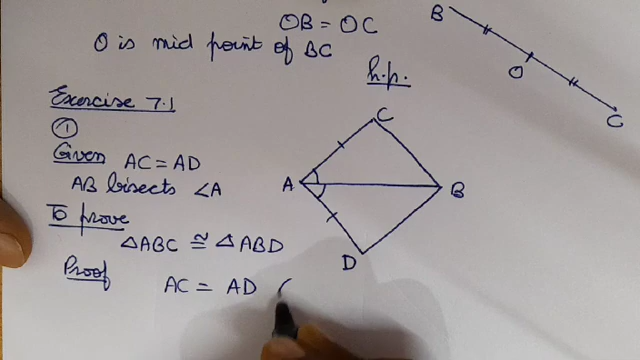 OB = OC
O is mid point of BC
h.p.
B
O
C
Exercise 7.1
①
Given AC = AD
AB bisects ∠A
To prove
△ABC ≅ △ABD
Proof AC = AD (
C
A
B
D